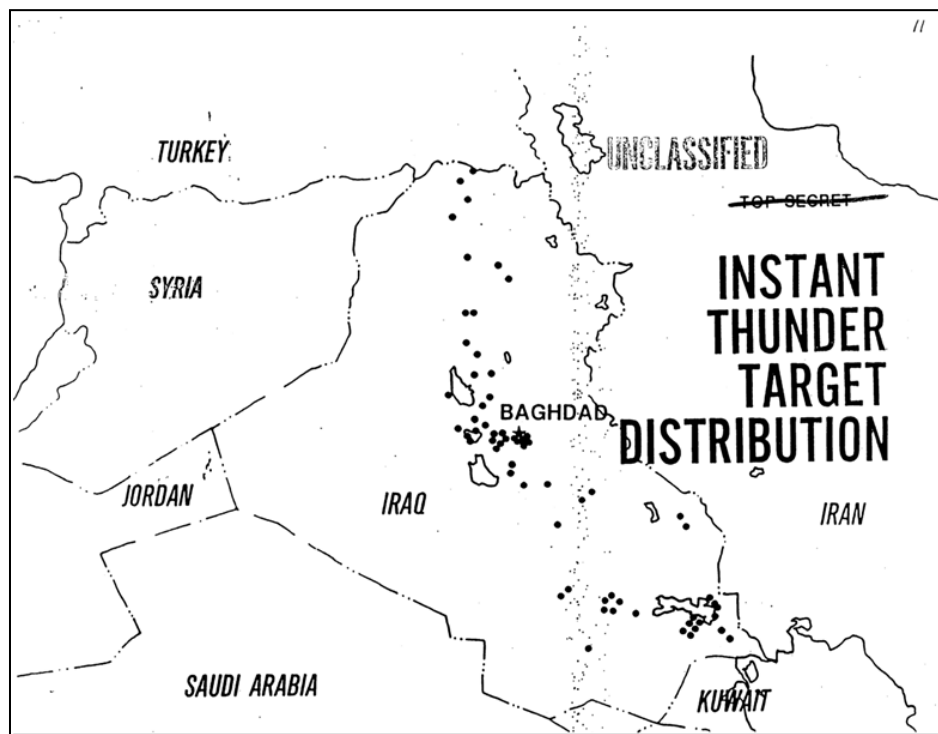 11
TURKEY
UNCLASSIFIED
TOP SECRET
INSTANT
THUNDER
TARGET
DISTRIBUTION
SYRIA
BAGHDAD
JORDAN
IRAQ
IRAN
SAUDI ARABIA
KUWAIT